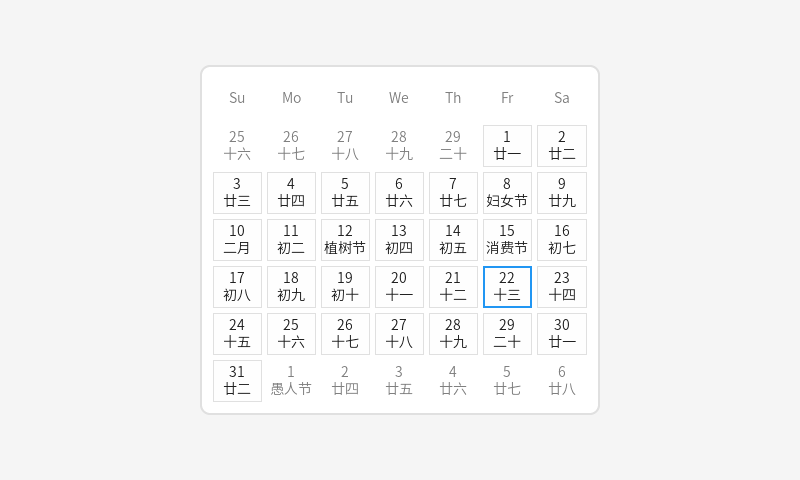 Su Mo Tu We Th Fr Sa
25 26 27 28 29 1 2
十六 十七 十八 十九 二十 廿一 廿二
3 4 5 6 7 8 9
廿三 廿四 廿五 廿六 廿七 妇女节 廿九
10 11 12 13 14 15 16
二月 初二 植树节 初四 初五 消费节 初七
17 18 19 20 21 22 23
初八 初九 初十 十一 十二 十三 十四
24 25 26 27 28 29 30
十五 十六 十七 十八 十九 二十 廿一
31 1 2 3 4 5 6
廿二 愚人节 廿四 廿五 廿六 廿七 廿八